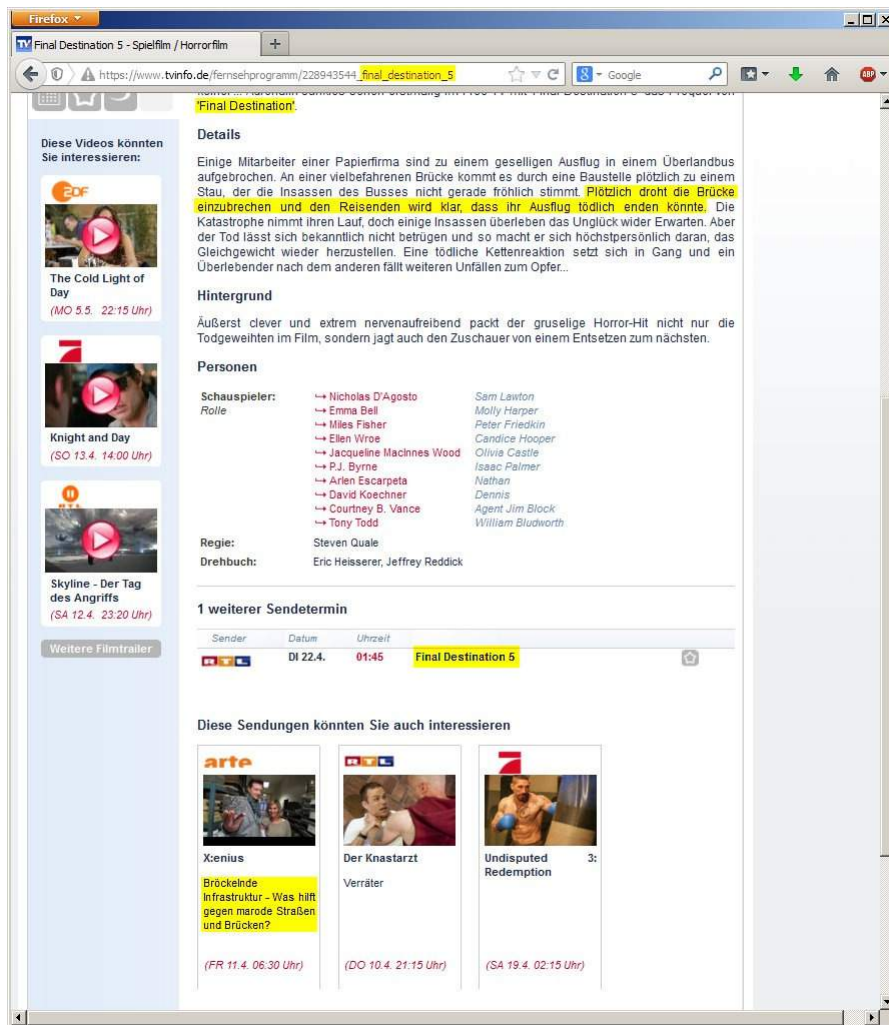 Firefox
Final Destination 5 - Spielfilm / Horrorfilm
https://www.tvinfo.de/fernsehprogramm/228943544_final_destination_5
Google
ABP
'Final Destination'.
Diese Videos könnten
Sie interessieren:
ZDF
The Cold Light of
Day
(MO 5.5. 22:15 Uhr)
Knight and Day
(SO 13.4. 14:00 Uhr)
RTL
Skyline - Der Tag
des Angriffs
(SA 12.4. 23:20 Uhr)
Weitere Filmtrailer
Details
Einige Mitarbeiter einer Papierfirma sind zu einem geselligen Ausflug in einem Überlandbus
aufgebrochen. An einer vielbefahrenen Brücke kommt es durch eine Baustelle plötzlich zu einem
Stau, der die Insassen des Busses nicht gerade fröhlich stimmt. Plötzlich droht die Brücke
einzubrechen und den Reisenden wird klar, dass ihr Ausflug tödlich enden könnte. Die
Katastrophe nimmt ihren Lauf, doch einige Insassen überleben das Unglück wider Erwarten. Aber
der Tod lässt sich bekanntlich nicht betrügen und so macht er sich höchstpersönlich daran, das
Gleichgewicht wieder herzustellen. Eine tödliche Kettenreaktion setzt sich in Gang und ein
Überlebender nach dem anderen fällt weiteren Unfällen zum Opfer...
Hintergrund
Äußerst clever und extrem nervenaufreibend packt der gruselige Horror-Hit nicht nur die
Todgeweihten im Film, sondern jagt auch den Zuschauer von einem Entsetzen zum nächsten.
Personen
Schauspieler: Nicholas D'Agosto Sam Lawton
Rolle Emma Bell Molly Harper
Miles Fisher Peter Friedkin
Ellen Wroe Candice Hooper
Jacqueline MacInnes Wood Olivia Castle
P.J. Byrne Isaac Palmer
Arlen Escarpeta Nathan
David Koechner Dennis
Courtney B. Vance Agent Jim Block
Tony Todd William Bludworth
Regie: Steven Quale
Drehbuch: Eric Heisserer, Jeffrey Reddick
1 weiterer Sendetermin
Sender Datum Uhrzeit
RTL DI 22.4. 01:45 Final Destination 5
Diese Sendungen könnten Sie auch interessieren
arte
X:enius
Bröckelnde
Infrastruktur - Was hilft
gegen marode Straßen
und Brücken?
(FR 11.4. 06:30 Uhr)
RTL
Der Knastarzt
Verräter
(DO 10.4. 21:15 Uhr)
Undisputed 3:
Redemption
(SA 19.4. 02:15 Uhr)